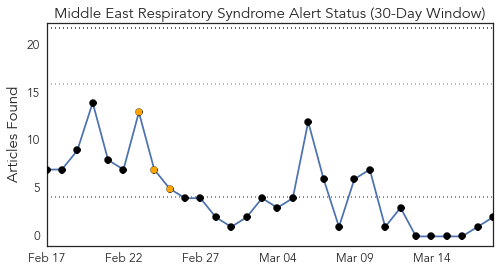 Middle East Respiratory Syndrome Alert Status (30-Day Window)
Articles Found
20
15
10
5
0
Feb 17 Feb 22 Feb 27 Mar 04 Mar 09 Mar 14